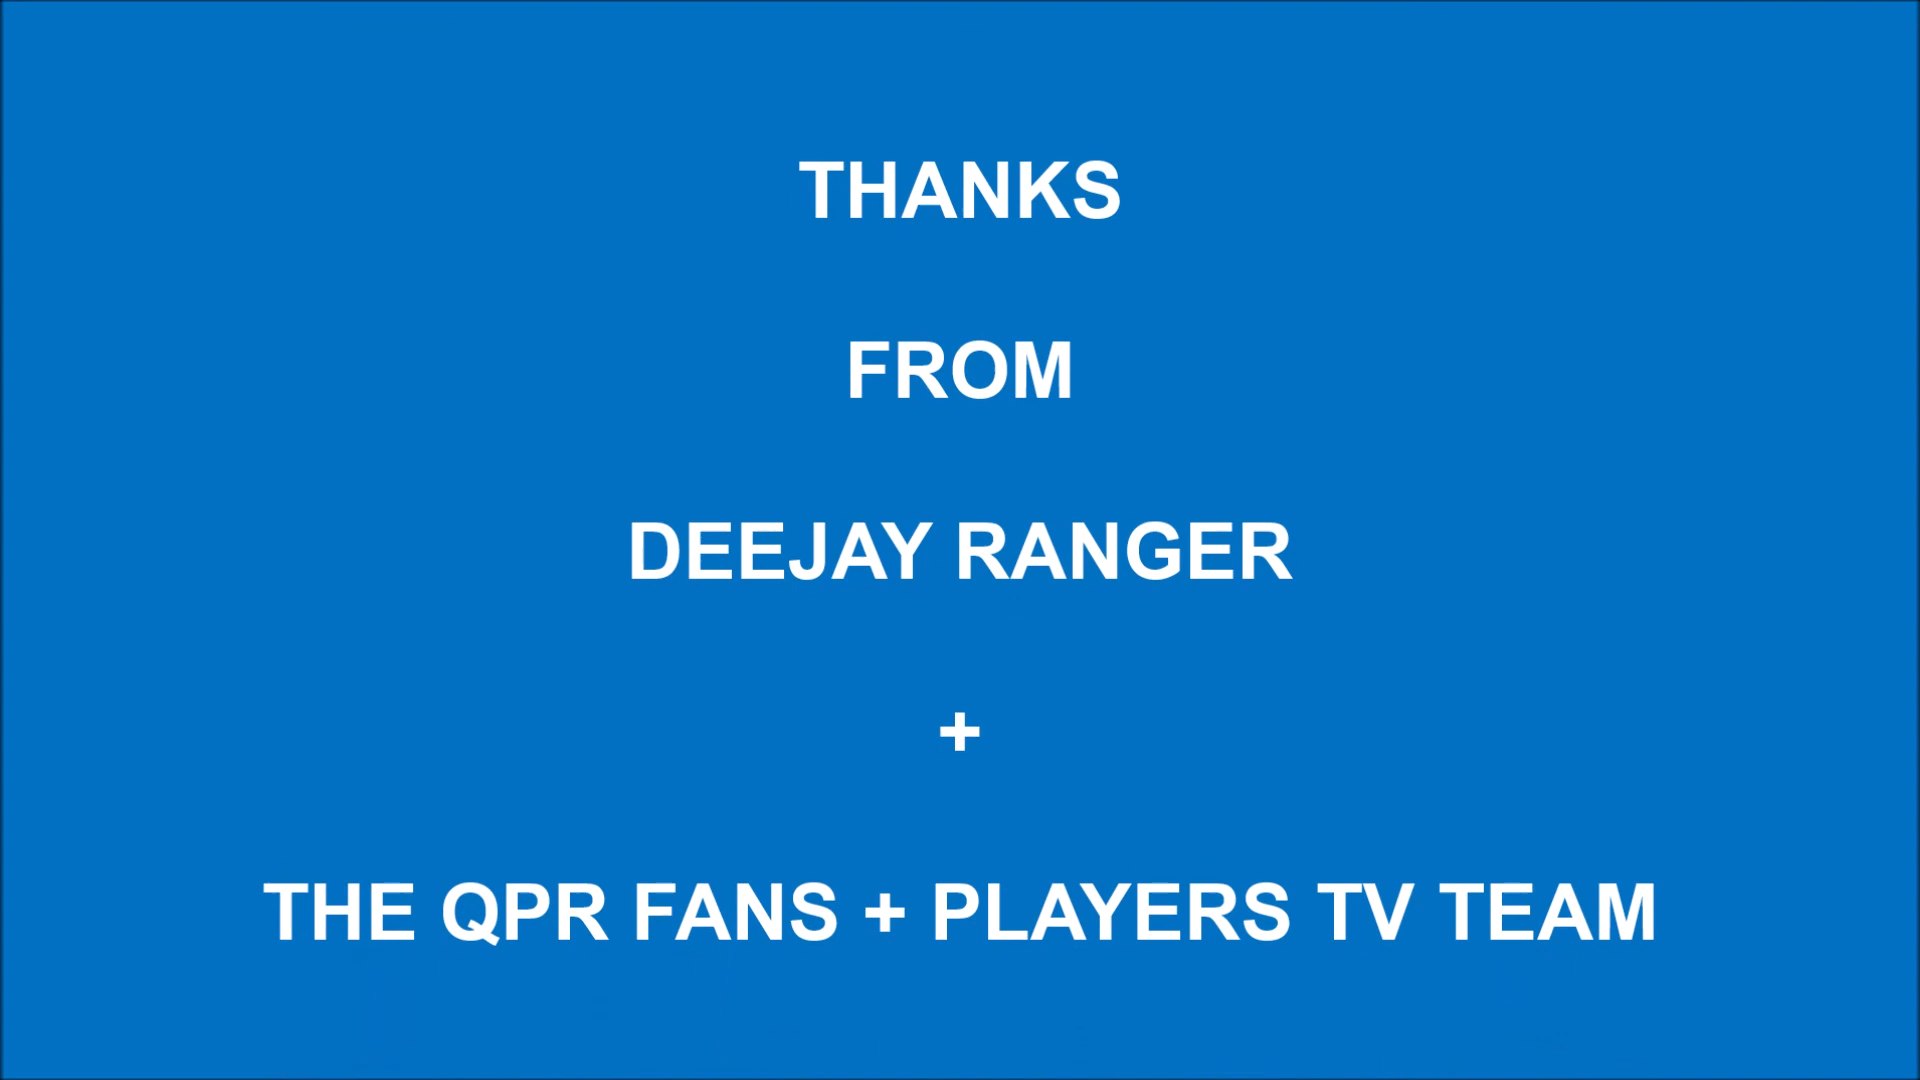 THANKS
FROM
DEEJAY RANGER
+
THE QPR FANS + PLAYERS TV TEAM